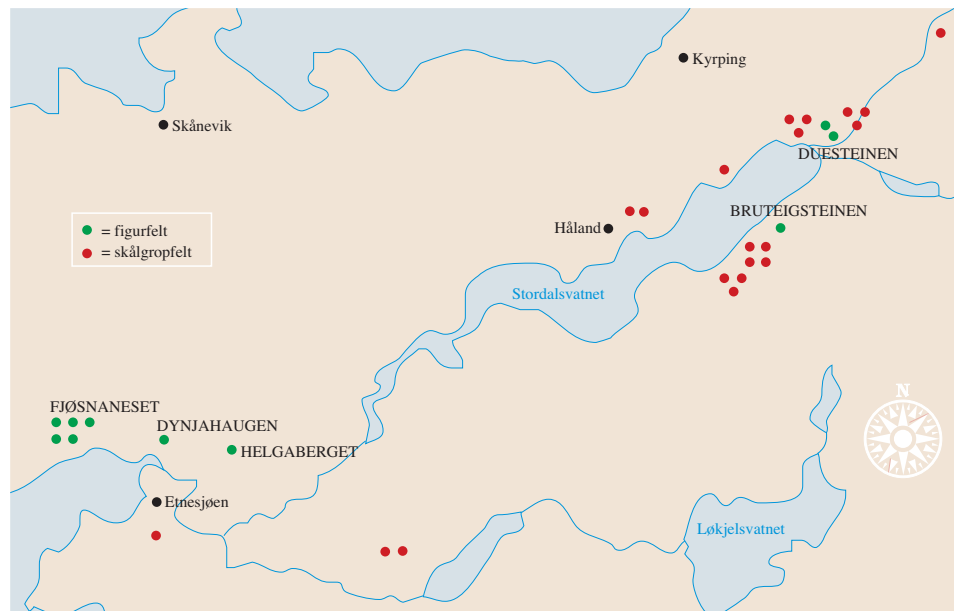 Kyrping
Skånevik
DUESTEINEN
BRUTEIGSTEINEN
= figurfelt
= skålgropfelt
Håland
Stordalsvatnet
FJØSNANESET
DYNJAHAUGEN
HELGABERGET
N
Etnesjøen
Løkjelsvatnet